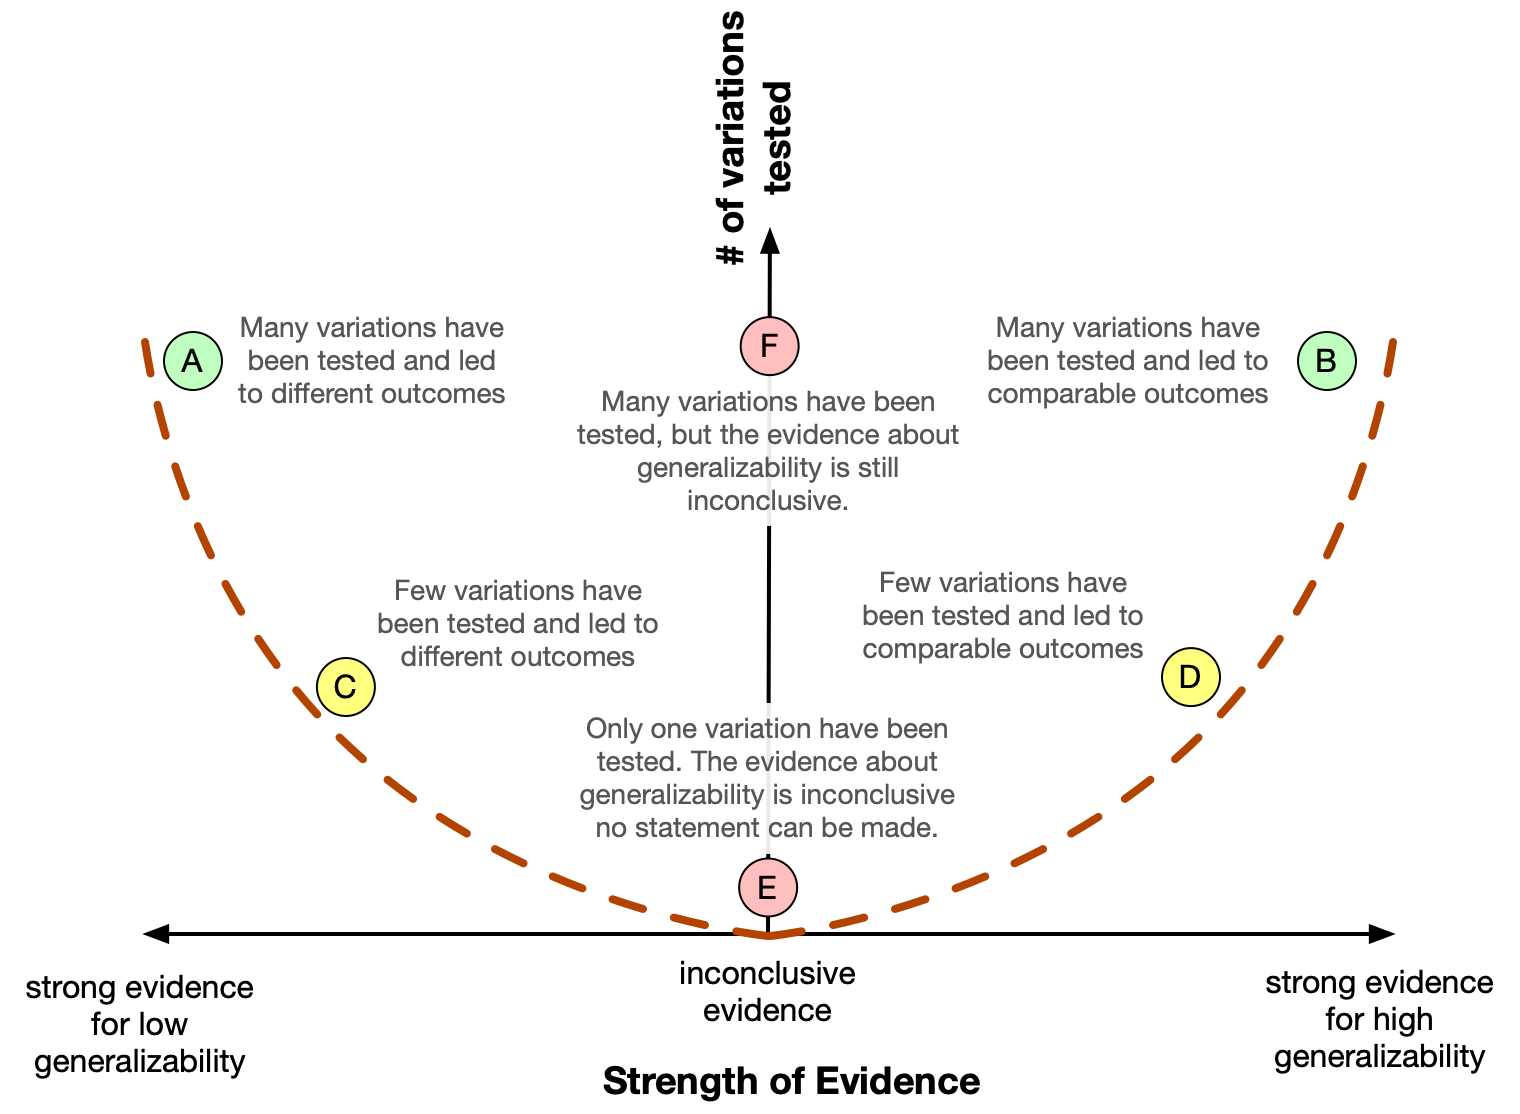 # of variations
tested
A
Many variations have
been tested and led
to different outcomes
F
Many variations have been
tested, but the evidence about
generalizability is still
inconclusive.
Many variations have
been tested and led to
comparable outcomes
B
Few variations have
been tested and led to
different outcomes
C
Few variations have
been tested and led to
comparable outcomes
D
Only one variation have been
tested. The evidence about
generalizability is inconclusive
no statement can be made.
E
strong evidence
for low
generalizability
inconclusive
evidence
strong evidence
for high
generalizability
Strength of Evidence